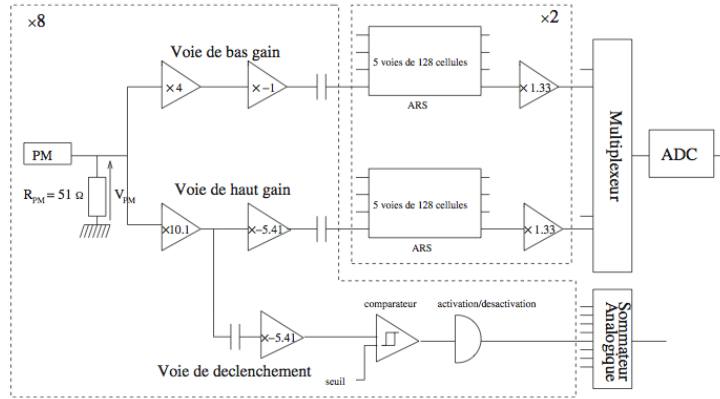 ×8
×2
Voie de bas gain
×4
×−1
5 voies de 128 cellules
ARS
×1.33
PM
R_PM = 51 Ω
V_PM
Voie de haut gain
×10.1
×−5.41
5 voies de 128 cellules
ARS
×1.33
Multiplexeur
ADC
×−5.41
comparateur
activation/desactivation
Voie de declenchement
seuil
Sommateur
Analogique